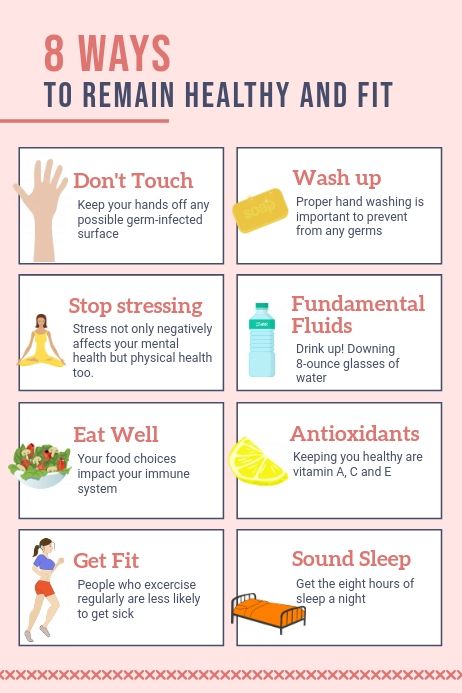 8 WAYS
TO REMAIN HEALTHY AND FIT
Don't Touch
Keep your hands off any
possible germ-infected
surface
Wash up
Proper hand washing is
important to prevent
from any germs
soap
Stop stressing
Stress not only negatively
affects your mental
health but physical health
too.
Fundamental
Fluids
Drink up! Downing
8-ounce glasses of
water
Eat Well
Your food choices
impact your immune
system
Antioxidants
Keeping you healthy are
vitamin A, C and E
Get Fit
People who excercise
regularly are less likely
to get sick
Sound Sleep
Get the eight hours of
sleep a night